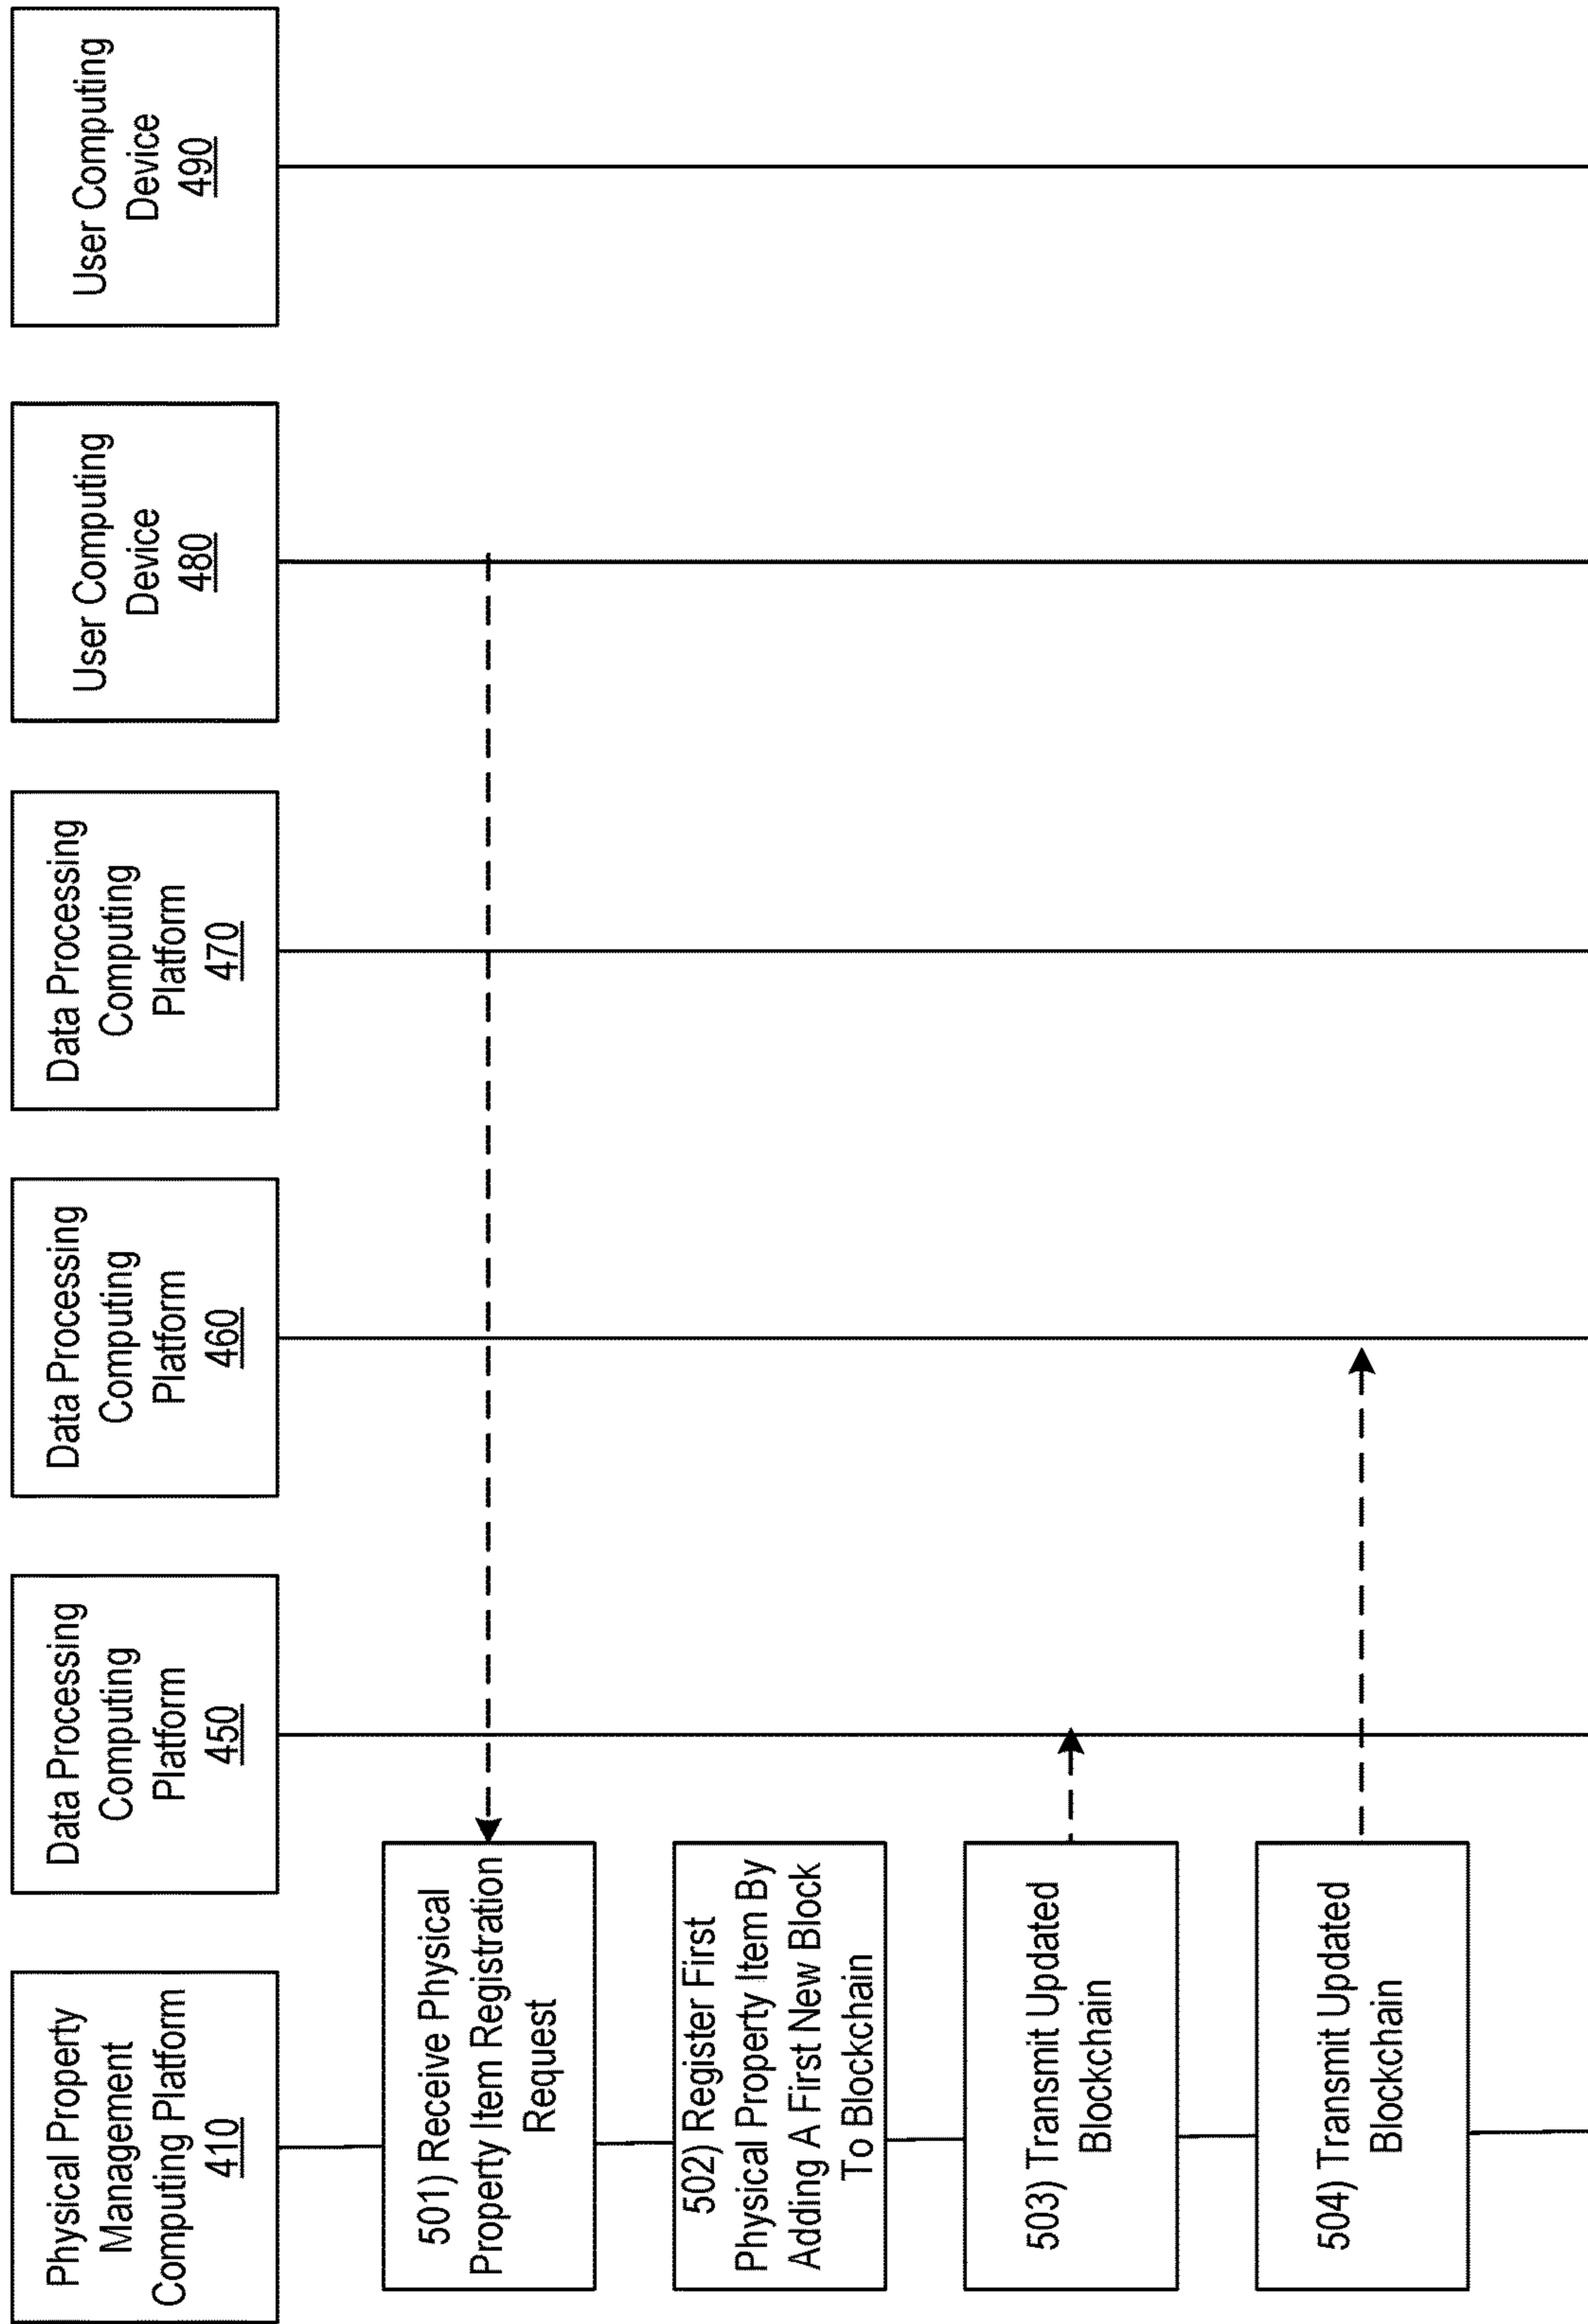 Physical Property
Management
Computing Platform
410
Data Processing
Computing
Platform
450
Data Processing
Computing
Platform
460
Data Processing
Computing
Platform
470
User Computing
Device
480
User Computing
Device
490
501) Receive Physical
Property Item Registration
Request
502) Register First
Physical Property Item By
Adding A First New Block
To Blockchain
503) Transmit Updated
Blockchain
504) Transmit Updated
Blockchain